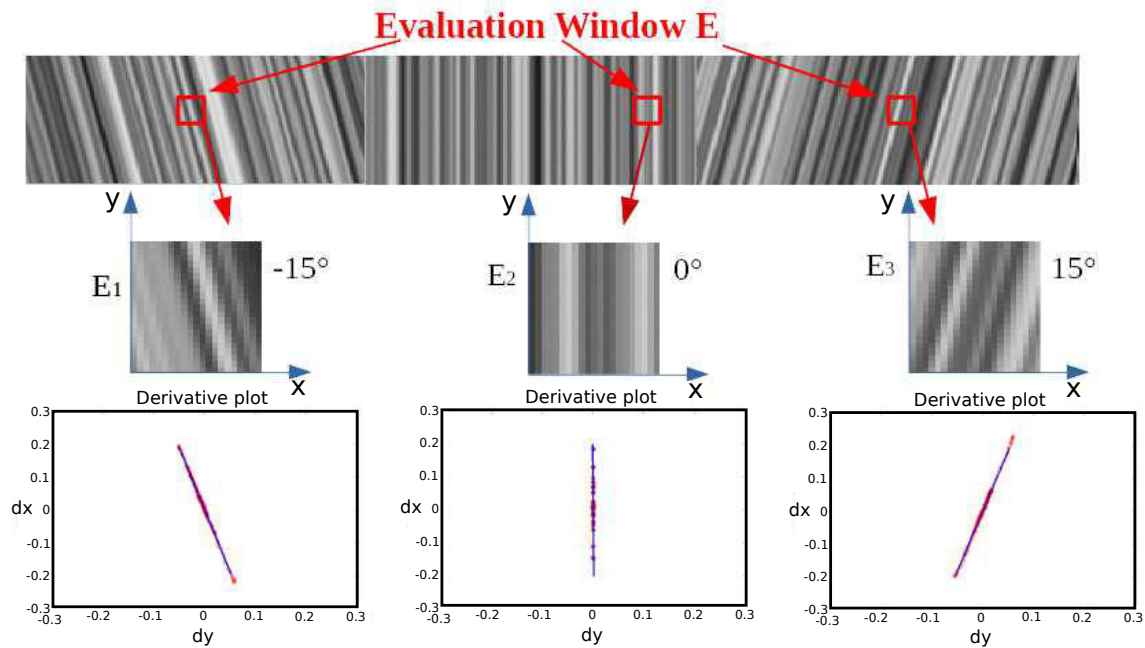 Evaluation Window E
y
E1
-15°
x
y
E2
0°
x
y
E3
15°
x
Derivative plot
0.3
0.2
0.1
dx 0
-0.1
-0.2
-0.3
-0.3 -0.2 -0.1 0 0.1 0.2 0.3
dy
Derivative plot
0.3
0.2
0.1
dx 0
-0.1
-0.2
-0.3
-0.3 -0.2 -0.1 0 0.1 0.2 0.3
dy
Derivative plot
0.3
0.2
0.1
dx 0
-0.1
-0.2
-0.3
-0.3 -0.2 -0.1 0 0.1 0.2 0.3
dy